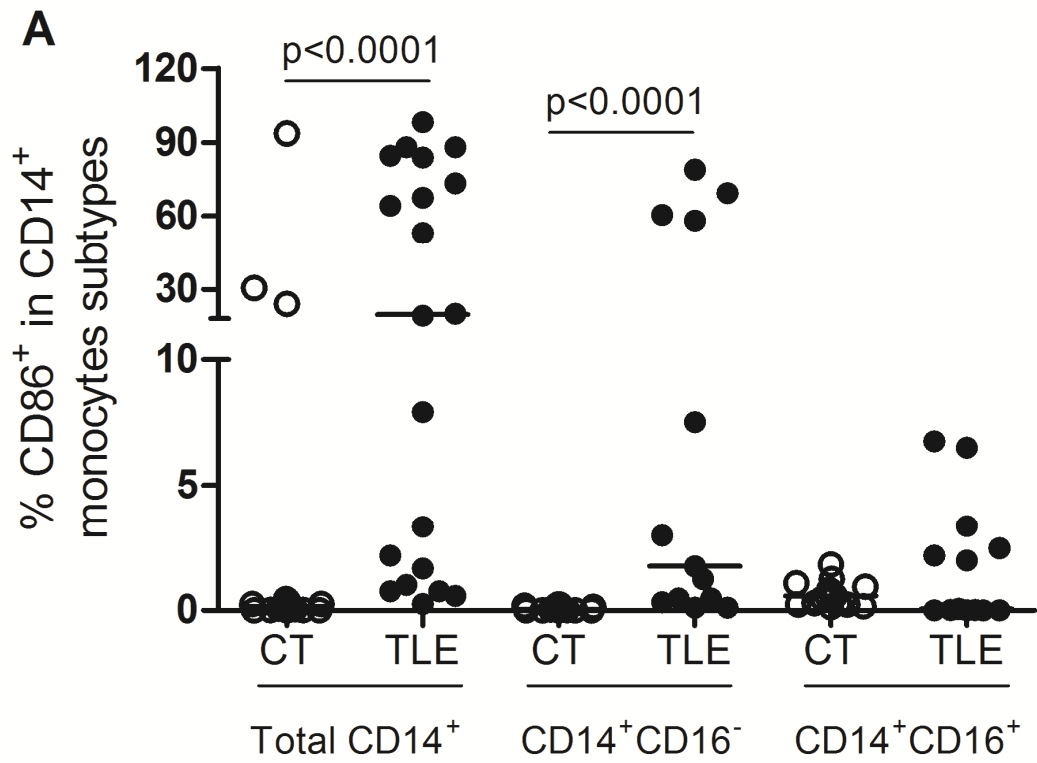 A
p<0.0001
p<0.0001
% CD86⁺ in CD14⁺
monocytes subtypes
120
90
60
30
10
5
0
CT TLE CT TLE CT TLE
Total CD14⁺ CD14⁺CD16⁻ CD14⁺CD16⁺